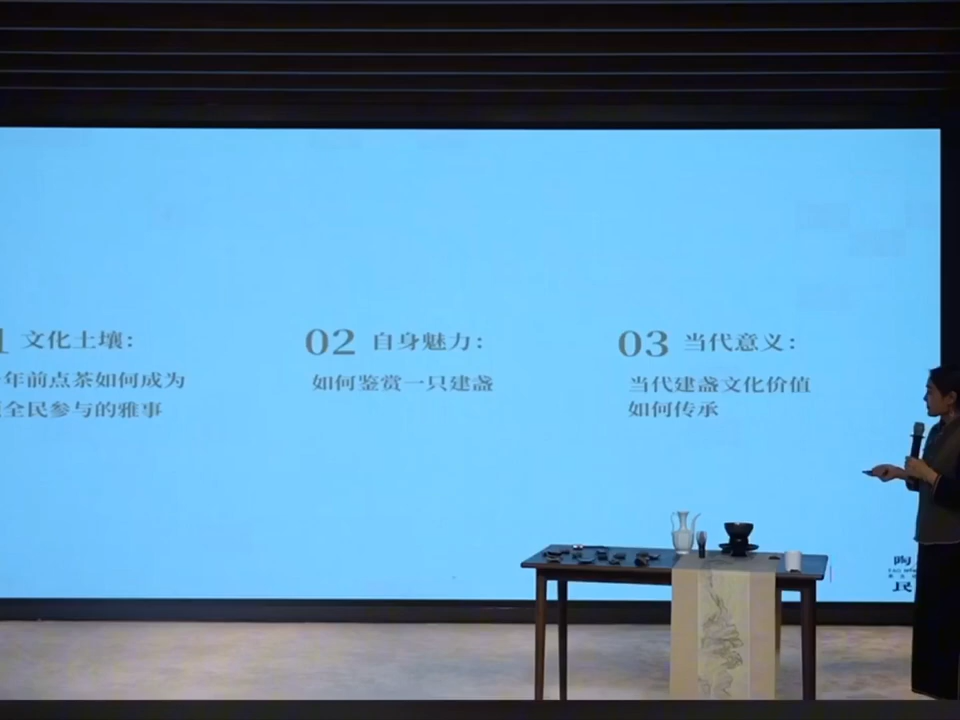 文化土壤：
年前点茶如何成为
全民参与的雅事
02 自身魅力：
如何鉴赏一只建盏
03 当代意义：
当代建盏文化价值
如何传承
陶
民